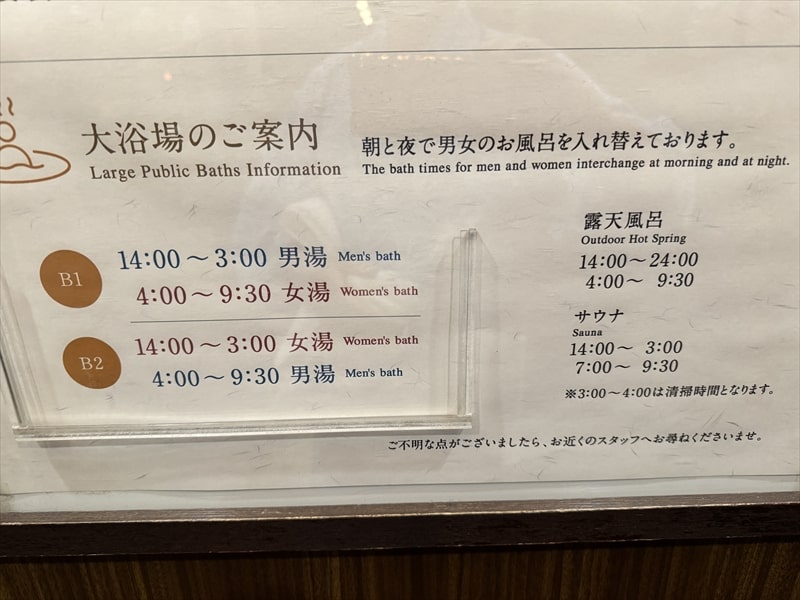 大浴場のご案内
Large Public Baths Information
朝と夜で男女のお風呂を入れ替えております。
The bath times for men and women interchange at morning and at night.
B1
14:00～3:00 男湯 Men's bath
4:00～9:30 女湯 Women's bath
B2
14:00～3:00 女湯 Women's bath
4:00～9:30 男湯 Men's bath
露天風呂
Outdoor Hot Spring
14:00～24:00
4:00～ 9:30
サウナ
Sauna
14:00～ 3:00
7:00～ 9:30
※3:00～4:00は清掃時間となります。
ご不明な点がございましたら、お近くのスタッフへお尋ねくださいませ。